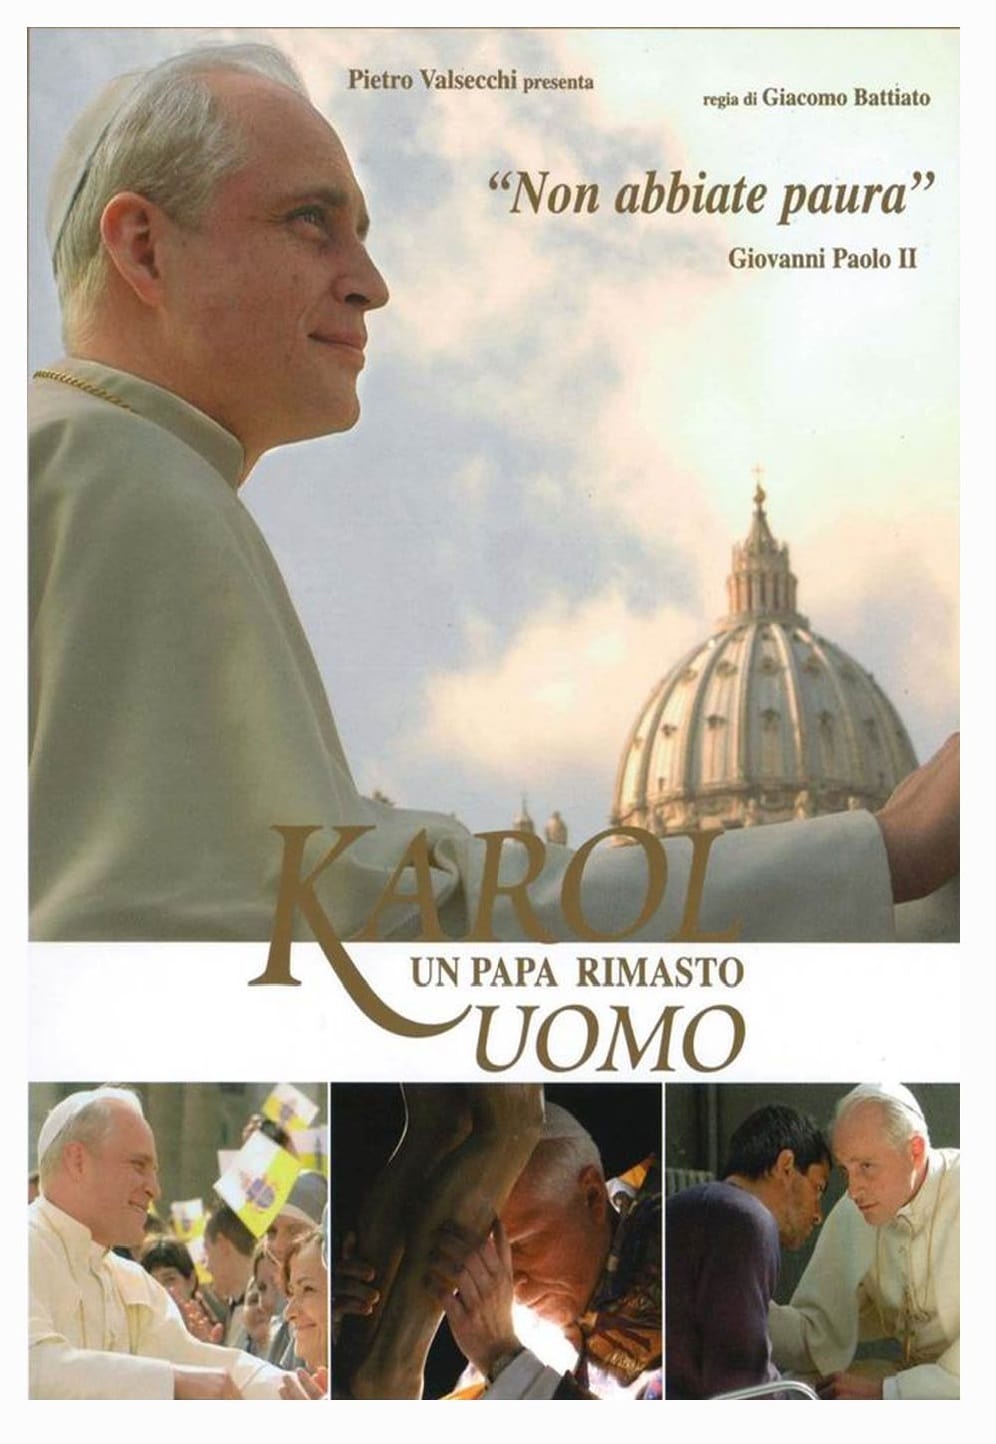 Pietro Valsecchi presenta
regia di Giacomo Battiato
“Non abbiate paura”
Giovanni Paolo II
KAROL
UN PAPA RIMASTO
UOMO